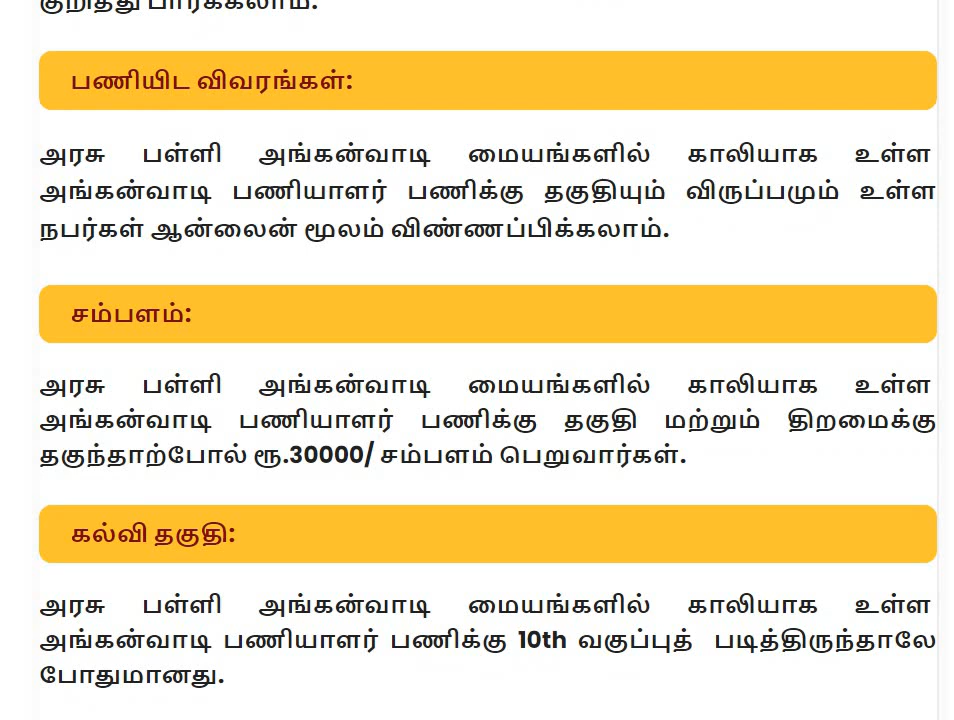 குறித்து பார்க்கலாம்.
பணியிட விவரங்கள்:
அரசு பள்ளி அங்கன்வாடி மையங்களில் காலியாக உள்ள
அங்கன்வாடி பணியாளர் பணிக்கு தகுதியும் விருப்பமும் உள்ள
நபர்கள் ஆன்லைன் மூலம் விண்ணப்பிக்கலாம்.
சம்பளம்:
அரசு பள்ளி அங்கன்வாடி மையங்களில் காலியாக உள்ள
அங்கன்வாடி பணியாளர் பணிக்கு தகுதி மற்றும் திறமைக்கு
தகுந்தாற்போல் ரூ.30000/ சம்பளம் பெறுவார்கள்.
கல்வி தகுதி:
அரசு பள்ளி அங்கன்வாடி மையங்களில் காலியாக உள்ள
அங்கன்வாடி பணியாளர் பணிக்கு 10th வகுப்புத் படித்திருந்தாலே
போதுமானது.